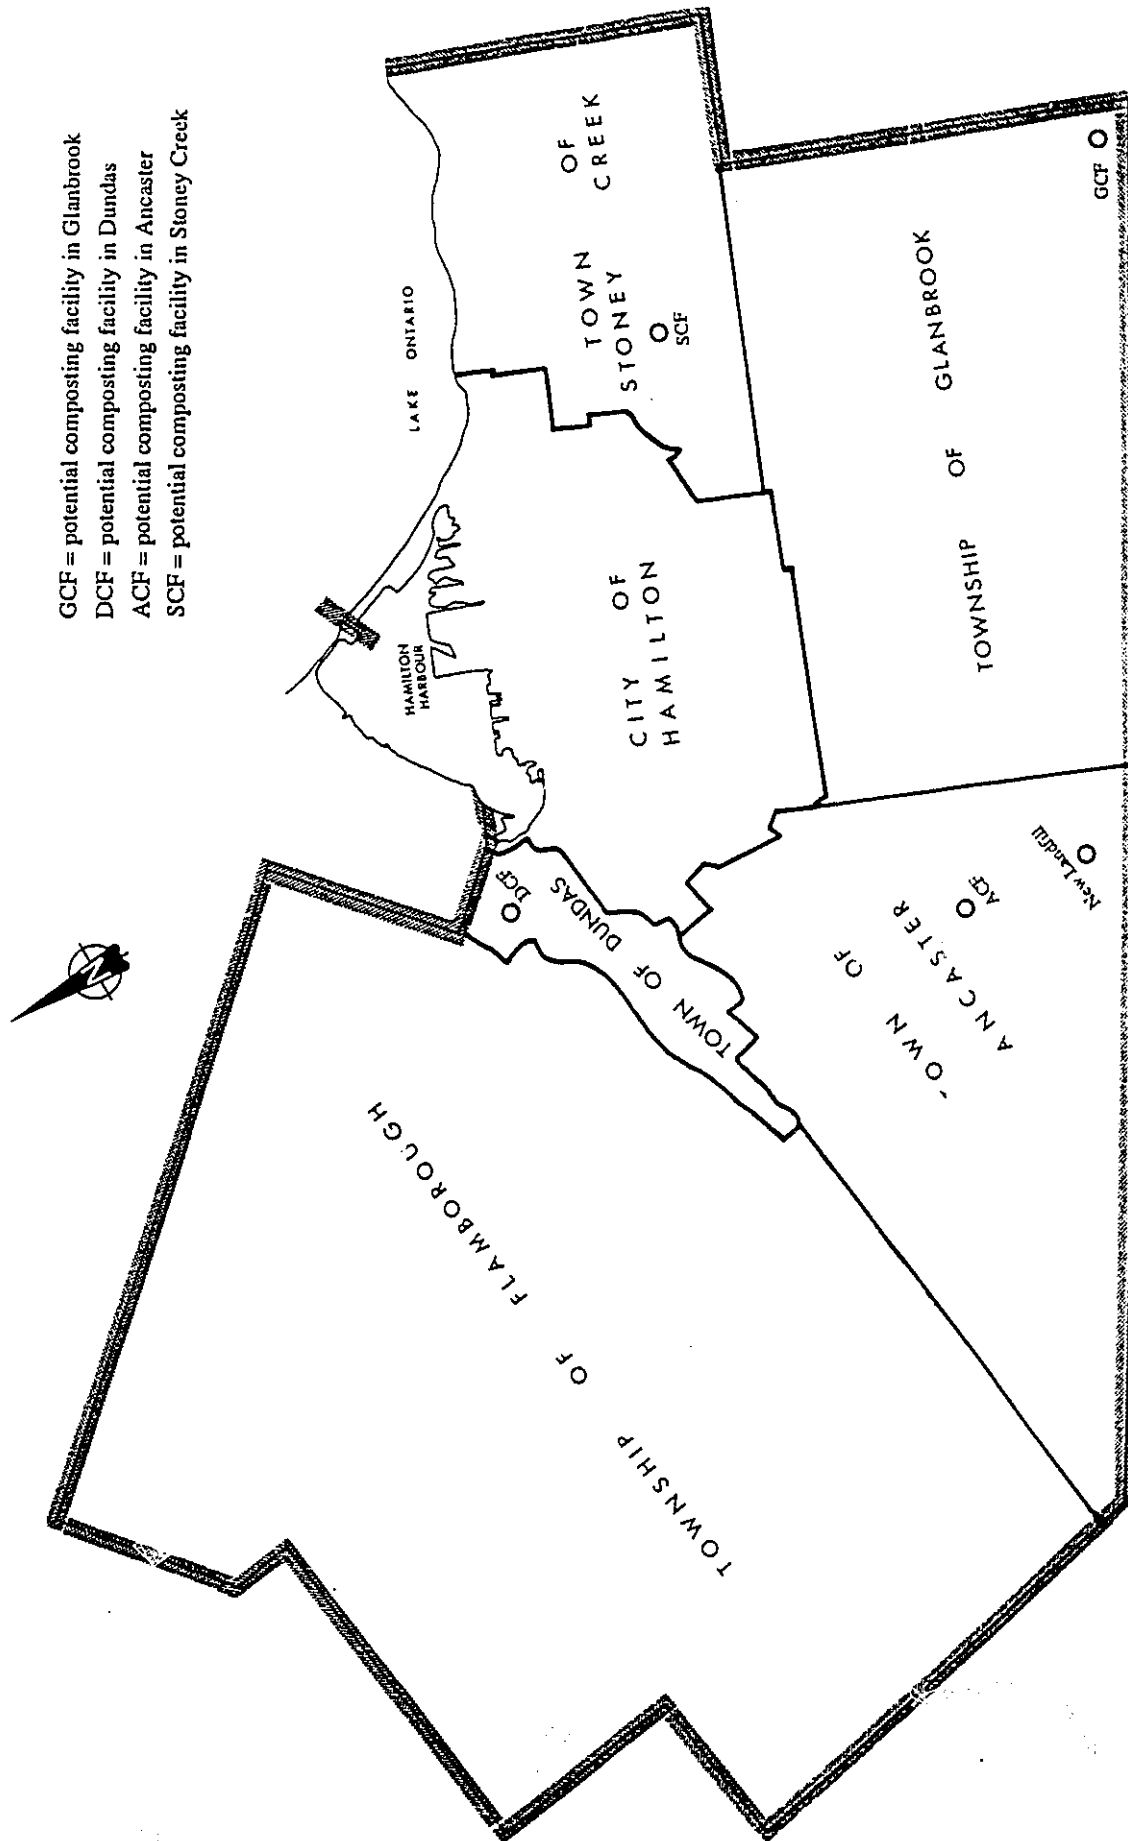 GCF = potential composting facility in Glanbrook
DCF = potential composting facility in Dundas
ACF = potential composting facility in Ancaster
SCF = potential composting facility in Stoney Creek
N
LAKE ONTARIO
HAMILTON
HARBOUR
TOWN OF
STONEY CREEK
SCF
CITY OF
HAMILTON
DCF
TOWN OF DUNDAS
TOWNSHIP OF FLAMBOROUGH
TOWNSHIP OF GLANBROOK
GCF
OWN OF
ANCASTER
ACF
New Landfill